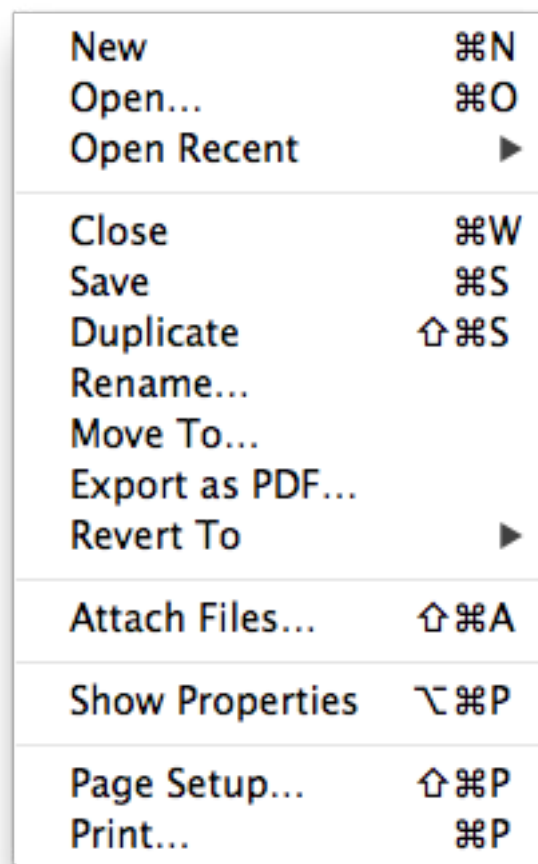 New ⌘N
Open... ⌘O
Open Recent ▶
Close ⌘W
Save ⌘S
Duplicate ⇧⌘S
Rename...
Move To...
Export as PDF...
Revert To ▶
Attach Files... ⇧⌘A
Show Properties ⌥⌘P
Page Setup... ⇧⌘P
Print... ⌘P